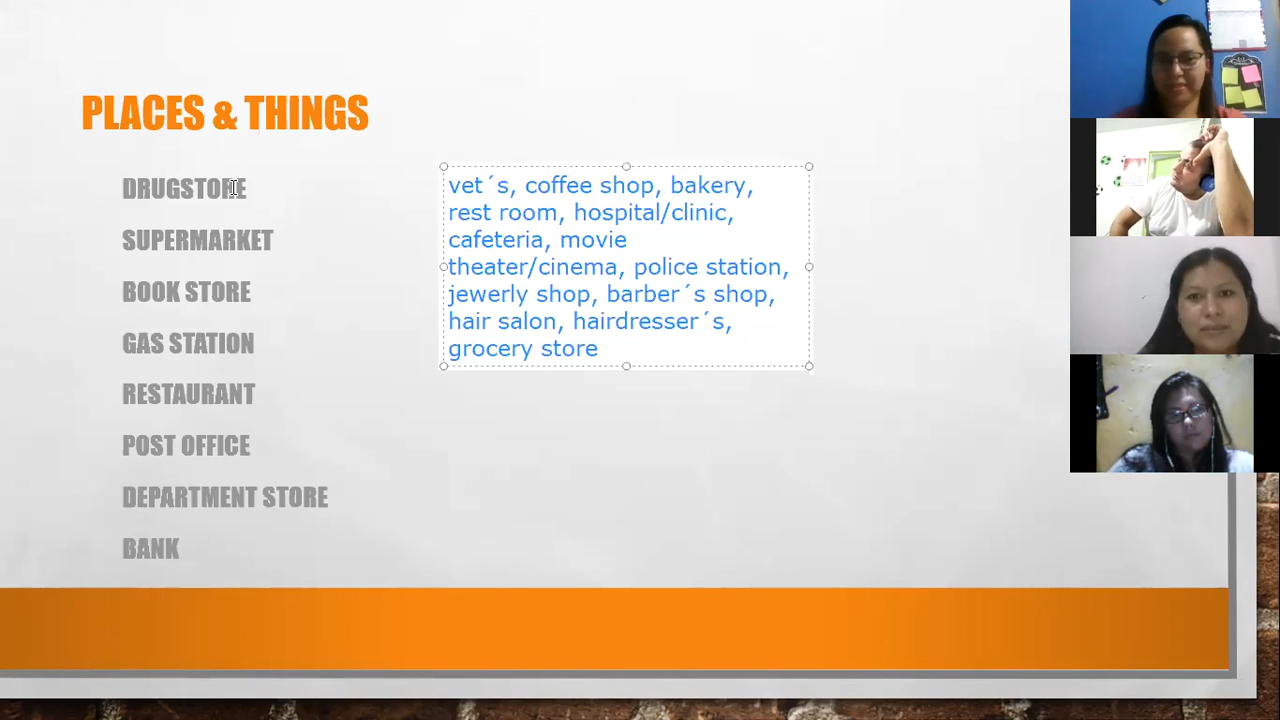 PLACES & THINGS
DRUGSTORE
SUPERMARKET
BOOK STORE
GAS STATION
RESTAURANT
POST OFFICE
DEPARTMENT STORE
BANK
vet´s, coffee shop, bakery,
rest room, hospital/clinic,
cafeteria, movie
theater/cinema, police station,
jewerly shop, barber´s shop,
hair salon, hairdresser´s,
grocery store